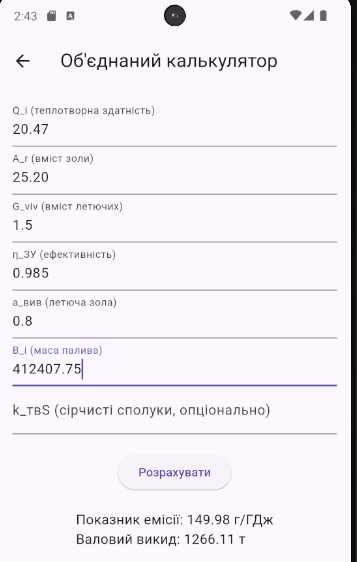 2:43
Об'єднаний калькулятор
Q_i (теплотворна здатність)
20.47
A_r (вміст золи)
25.20
G_viv (вміст летючих)
1.5
η_ЗУ (ефективність)
0.985
a_вив (летюча зола)
0.8
B_i (маса палива)
412407.75
k_твS (сірчисті сполуки, опціонально)
Розрахувати
Показник емісії: 149.98 г/ГДж
Валовий викид: 1266.11 т